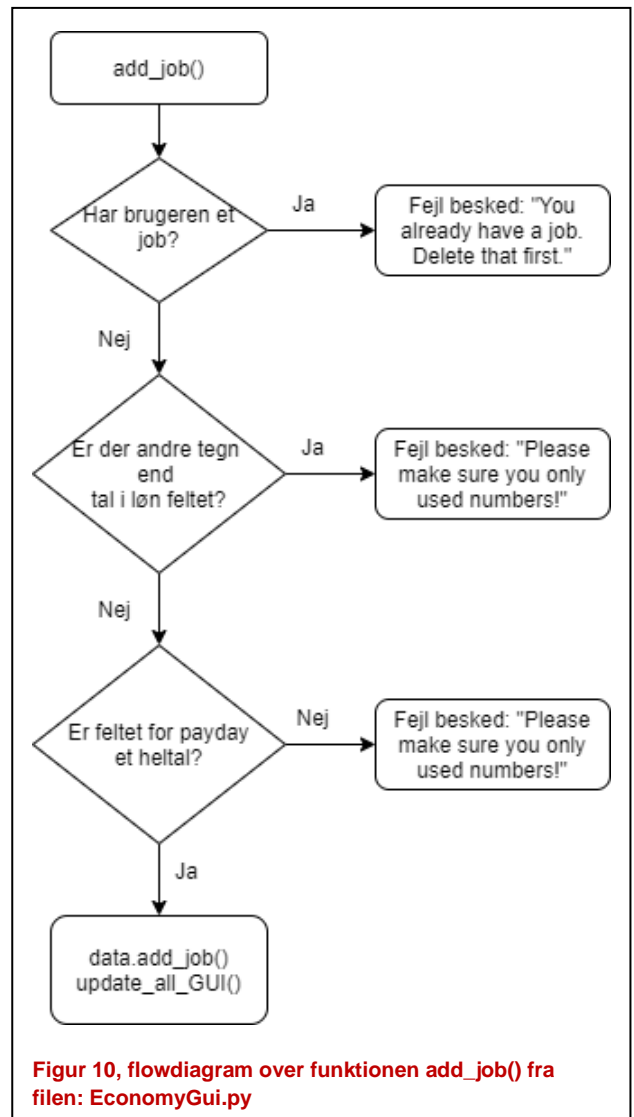 add_job()
Har brugeren et
job?
Ja
Fejl besked: "You
already have a job.
Delete that first."
Nej
Er der andre tegn
end
tal i løn feltet?
Ja
Fejl besked: "Please
make sure you only
used numbers!"
Nej
Er feltet for payday
et heltal?
Nej
Fejl besked: "Please
make sure you only
used numbers!"
Ja
data.add_job()
update_all_GUI()
Figur 10, flowdiagram over funktionen add_job() fra
filen: EconomyGui.py